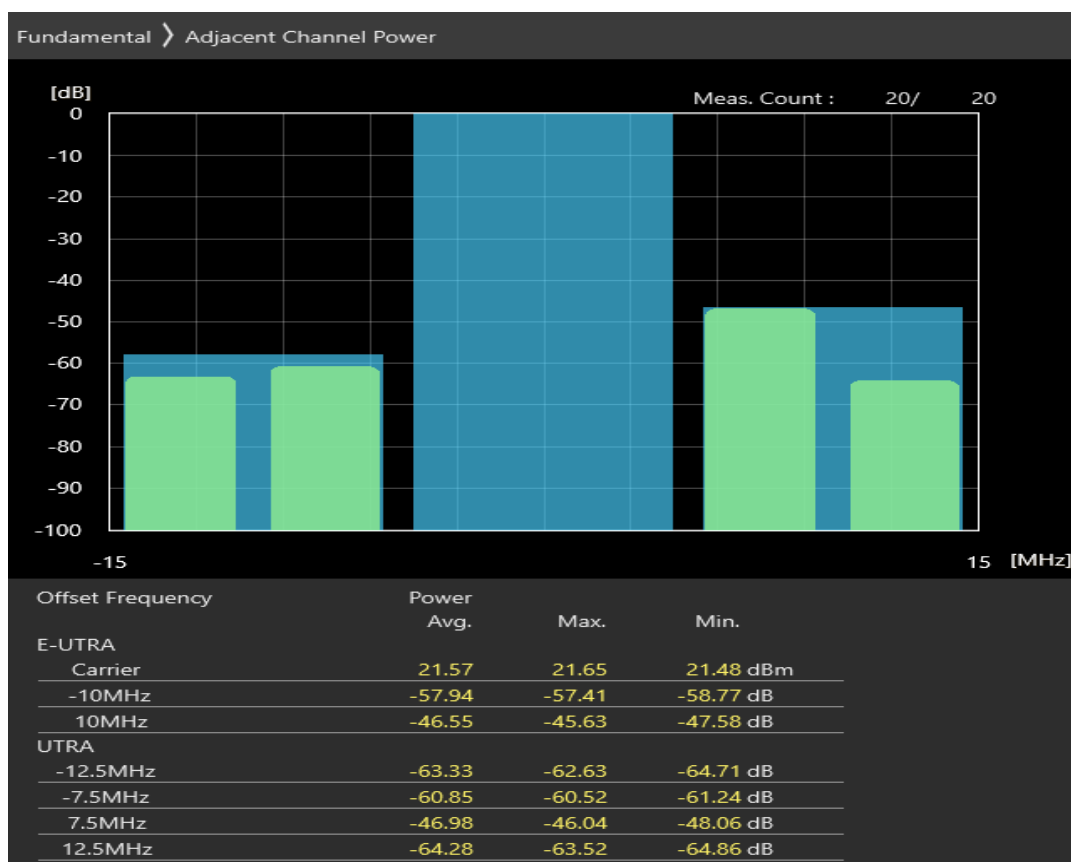 Fundamental ❯ Adjacent Channel Power
[dB]
Meas. Count : 20/ 20
0
-10
-20
-30
-40
-50
-60
-70
-80
-90
-100
-15 15 [MHz]
Offset Frequency Power
Avg. Max. Min.
E-UTRA
Carrier 21.57 21.65 21.48 dBm
-10MHz -57.94 -57.41 -58.77 dB
10MHz -46.55 -45.63 -47.58 dB
UTRA
-12.5MHz -63.33 -62.63 -64.71 dB
-7.5MHz -60.85 -60.52 -61.24 dB
7.5MHz -46.98 -46.04 -48.06 dB
12.5MHz -64.28 -63.52 -64.86 dB